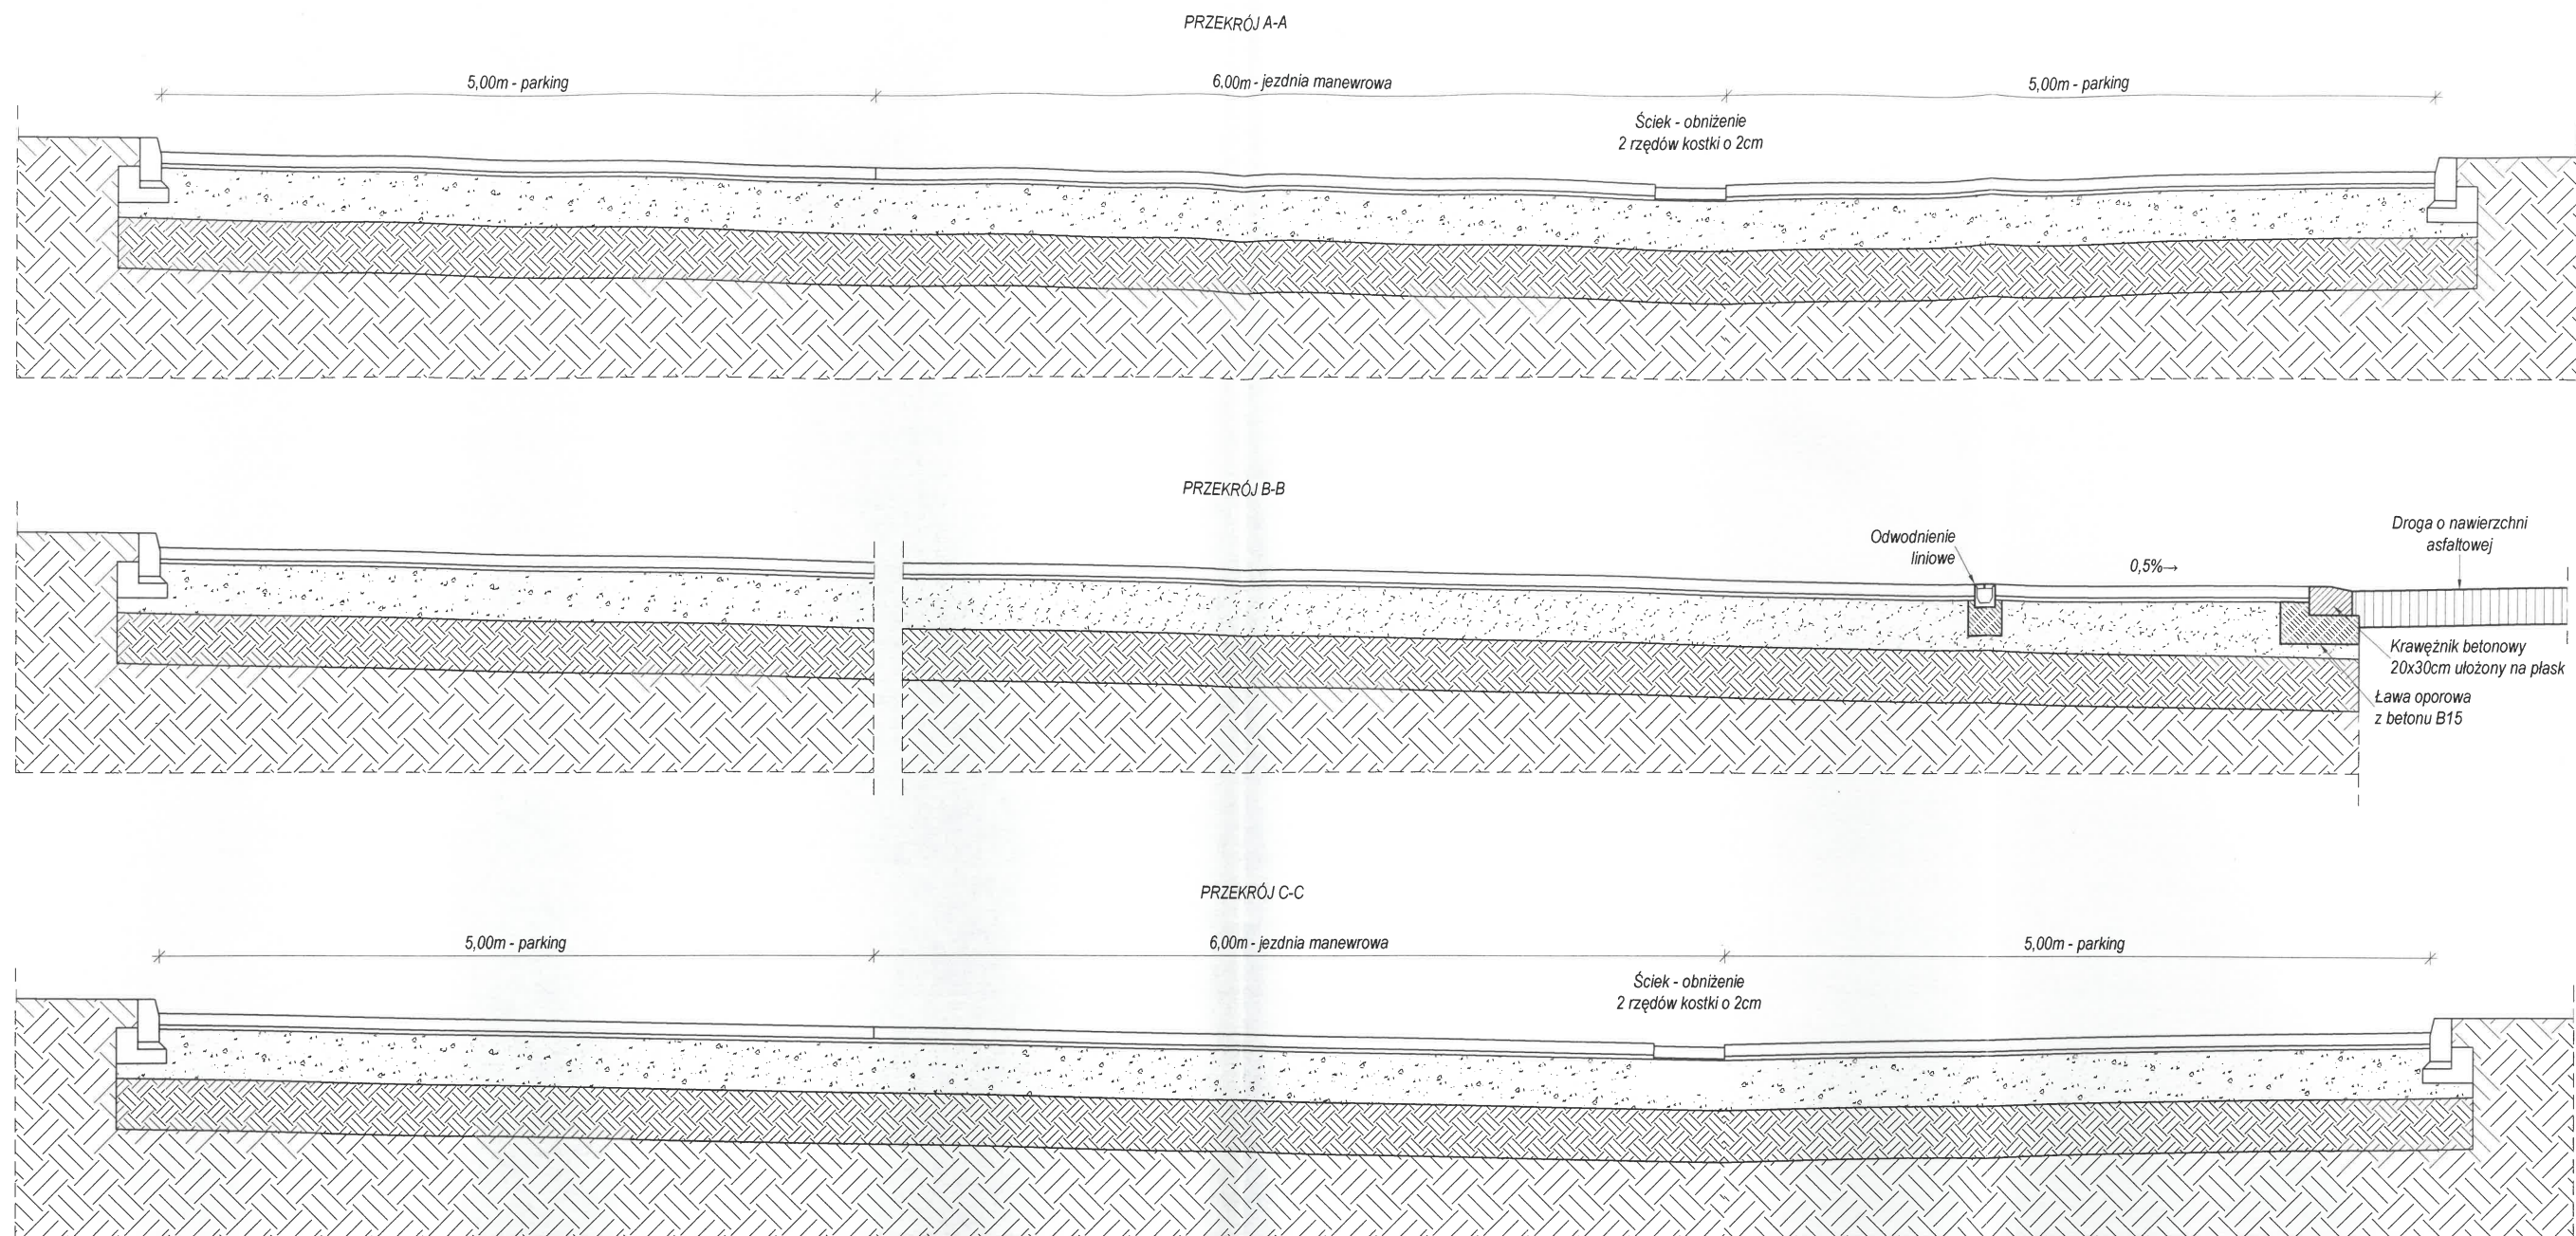 PRZEKRÓJ A-A
5,00m - parking
6,00m - jezdnia manewrowa
5,00m - parking
Ściek - obniżenie
2 rzędów kostki o 2cm
PRZEKRÓJ B-B
Odwodnienie
liniowe
0,5%→
Droga o nawierzchni
asfaltowej
Krawężnik betonowy
20x30cm ułożony na płask
Ława oporowa
z betonu B15
PRZEKRÓJ C-C
5,00m - parking
6,00m - jezdnia manewrowa
5,00m - parking
Ściek - obniżenie
2 rzędów kostki o 2cm